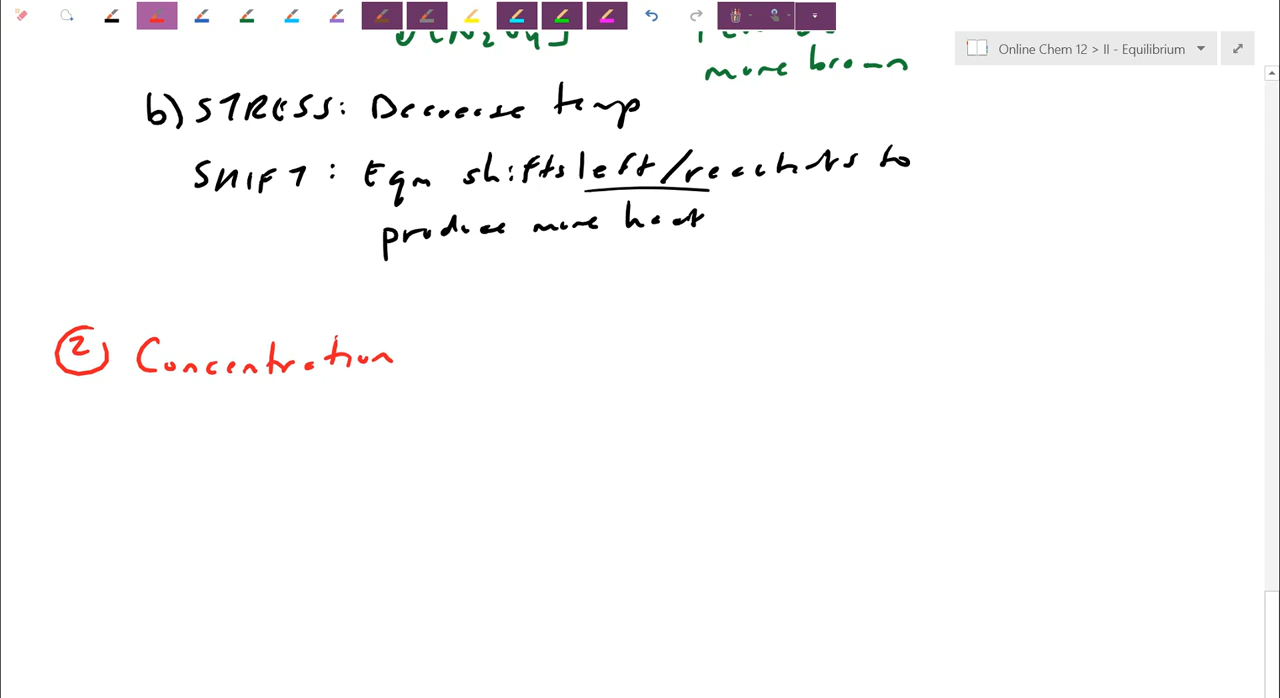 Online Chem 12 > II - Equilibrium
↓[N2O4]
more brown
b) STRESS: Decrease temp
SHIFT: Eqm shifts left/reactants to
produce more heat
② Concentration